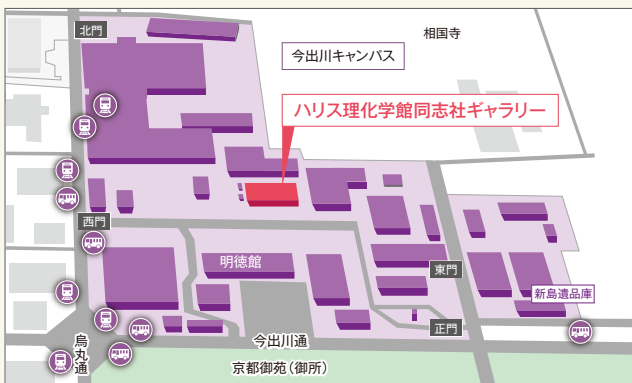 北門
相国寺
今出川キャンパス
ハリス理化学館同志社ギャラリー
西門
明徳館
東門
新島遺品庫
正門
今出川通
烏丸通
京都御苑（御所）